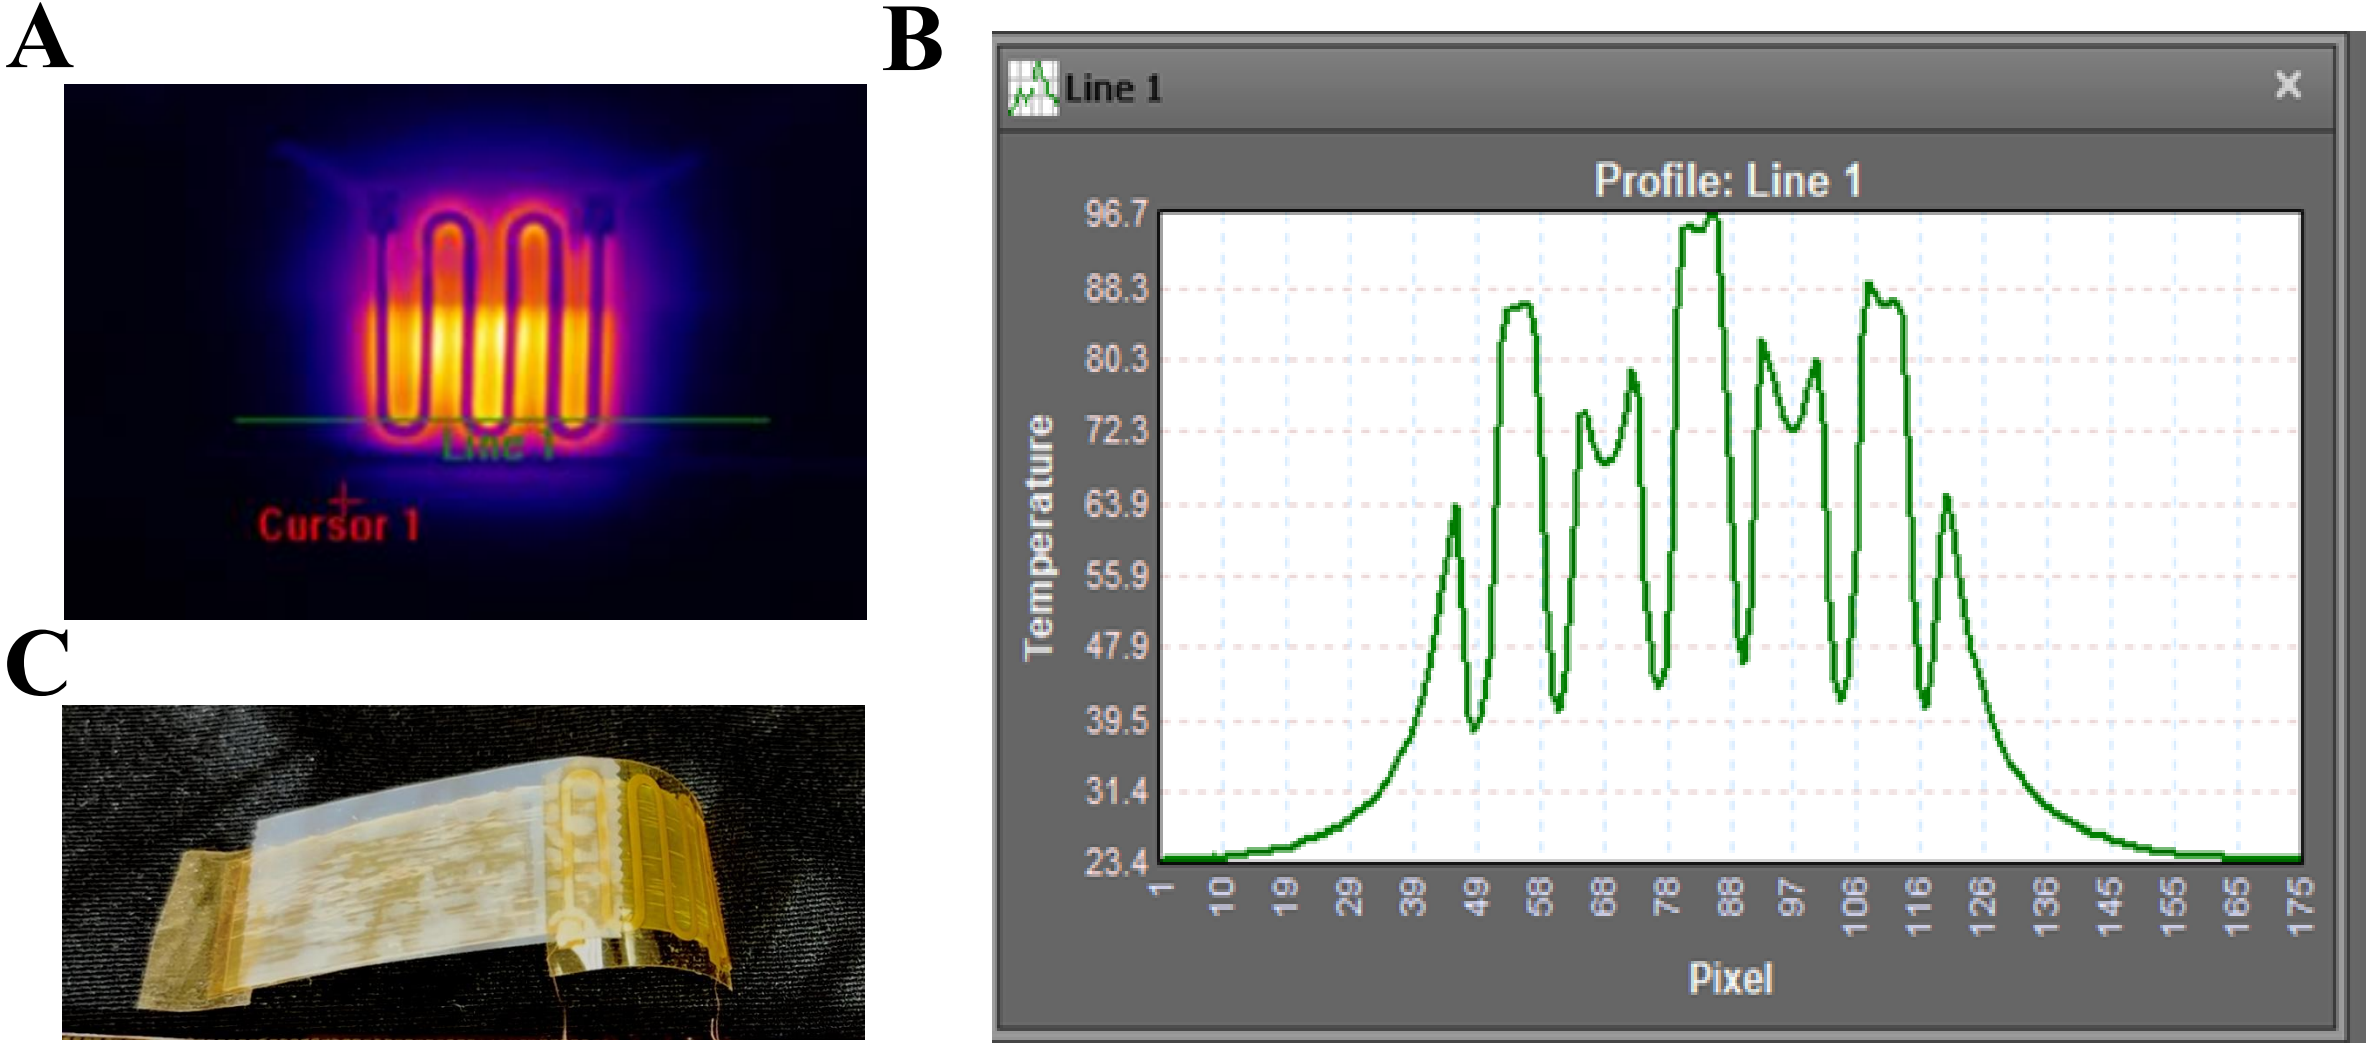 A
B
Line 1
Profile: Line 1
96.7
88.3
80.3
72.3
63.9
55.9
47.9
39.5
31.4
23.4
Temperature
1 10 19 29 39 49 58 68 78 88 97 106 116 126 136 145 155 165 175
Pixel
Line 1
Cursor 1
C